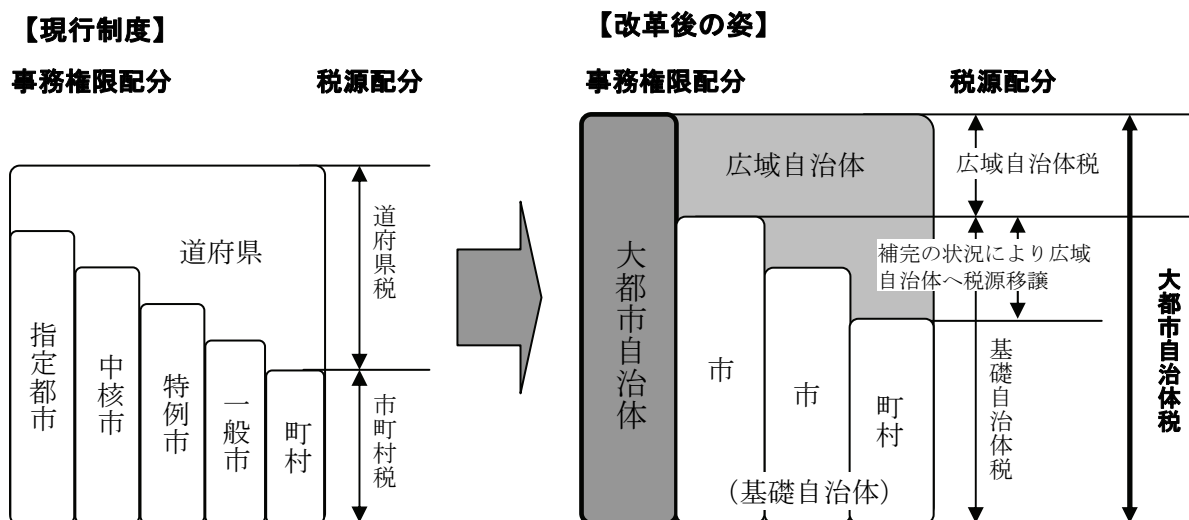 【現行制度】
事務権限配分
税源配分
道府県
指定都市
中核市
特例市
一般市
町村
道府県税
市町村税
【改革後の姿】
事務権限配分
税源配分
広域自治体
広域自治体税
大都市自治体
市
市
町村
(基礎自治体)
補完の状況により広域
自治体へ税源移譲
基礎自治体税
大都市自治体税